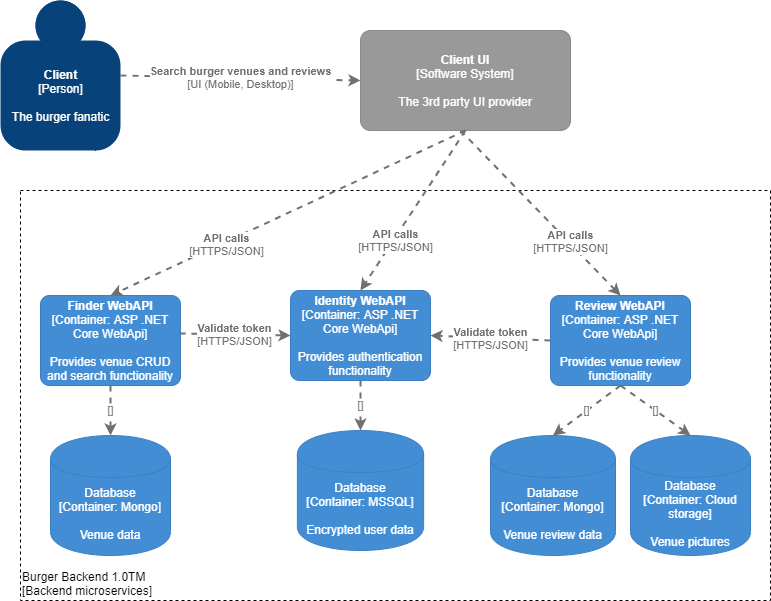 Client
[Person]
The burger fanatic
Search burger venues and reviews
[UI (Mobile, Desktop)]
Client UI
[Software System]
The 3rd party UI provider
API calls
[HTTPS/JSON]
API calls
[HTTPS/JSON]
API calls
[HTTPS/JSON]
Finder WebAPI
[Container: ASP .NET
Core WebApi]
Provides venue CRUD
and search functionality
Validate token
[HTTPS/JSON]
Identity WebAPI
[Container: ASP .NET
Core WebApi]
Provides authentication
functionality
Validate token
[HTTPS/JSON]
Review WebAPI
[Container: ASP .NET
Core WebApi]
Provides venue review
functionality
[]
[]
[]
[]
Database
[Container: Mongo]
Venue data
Database
[Container: MSSQL]
Encrypted user data
Database
[Container: Mongo]
Venue review data
Database
[Container: Cloud
storage]
Venue pictures
Burger Backend 1.0TM
[Backend microservices]